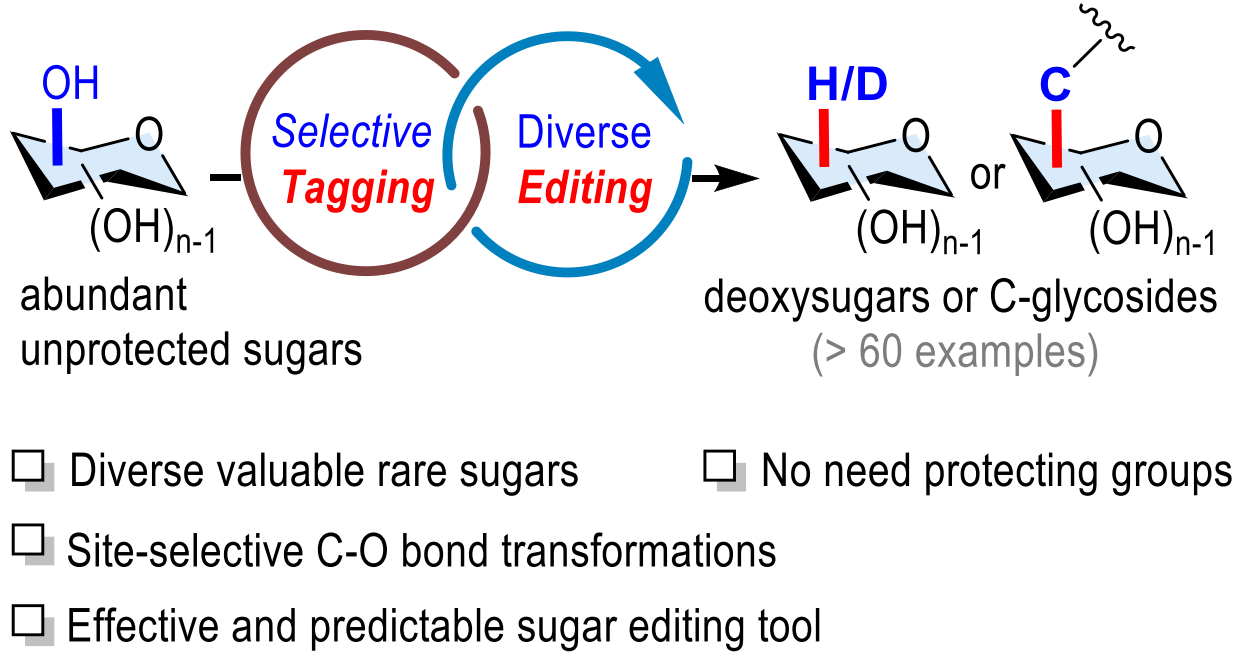 OH
O
(OH)n-1
abundant
unprotected sugars
Selective
Tagging
Diverse
Editing
H/D
O
(OH)n-1
or
C
O
(OH)n-1
deoxysugars or C-glycosides
(> 60 examples)
Diverse valuable rare sugars
No need protecting groups
Site-selective C-O bond transformations
Effective and predictable sugar editing tool